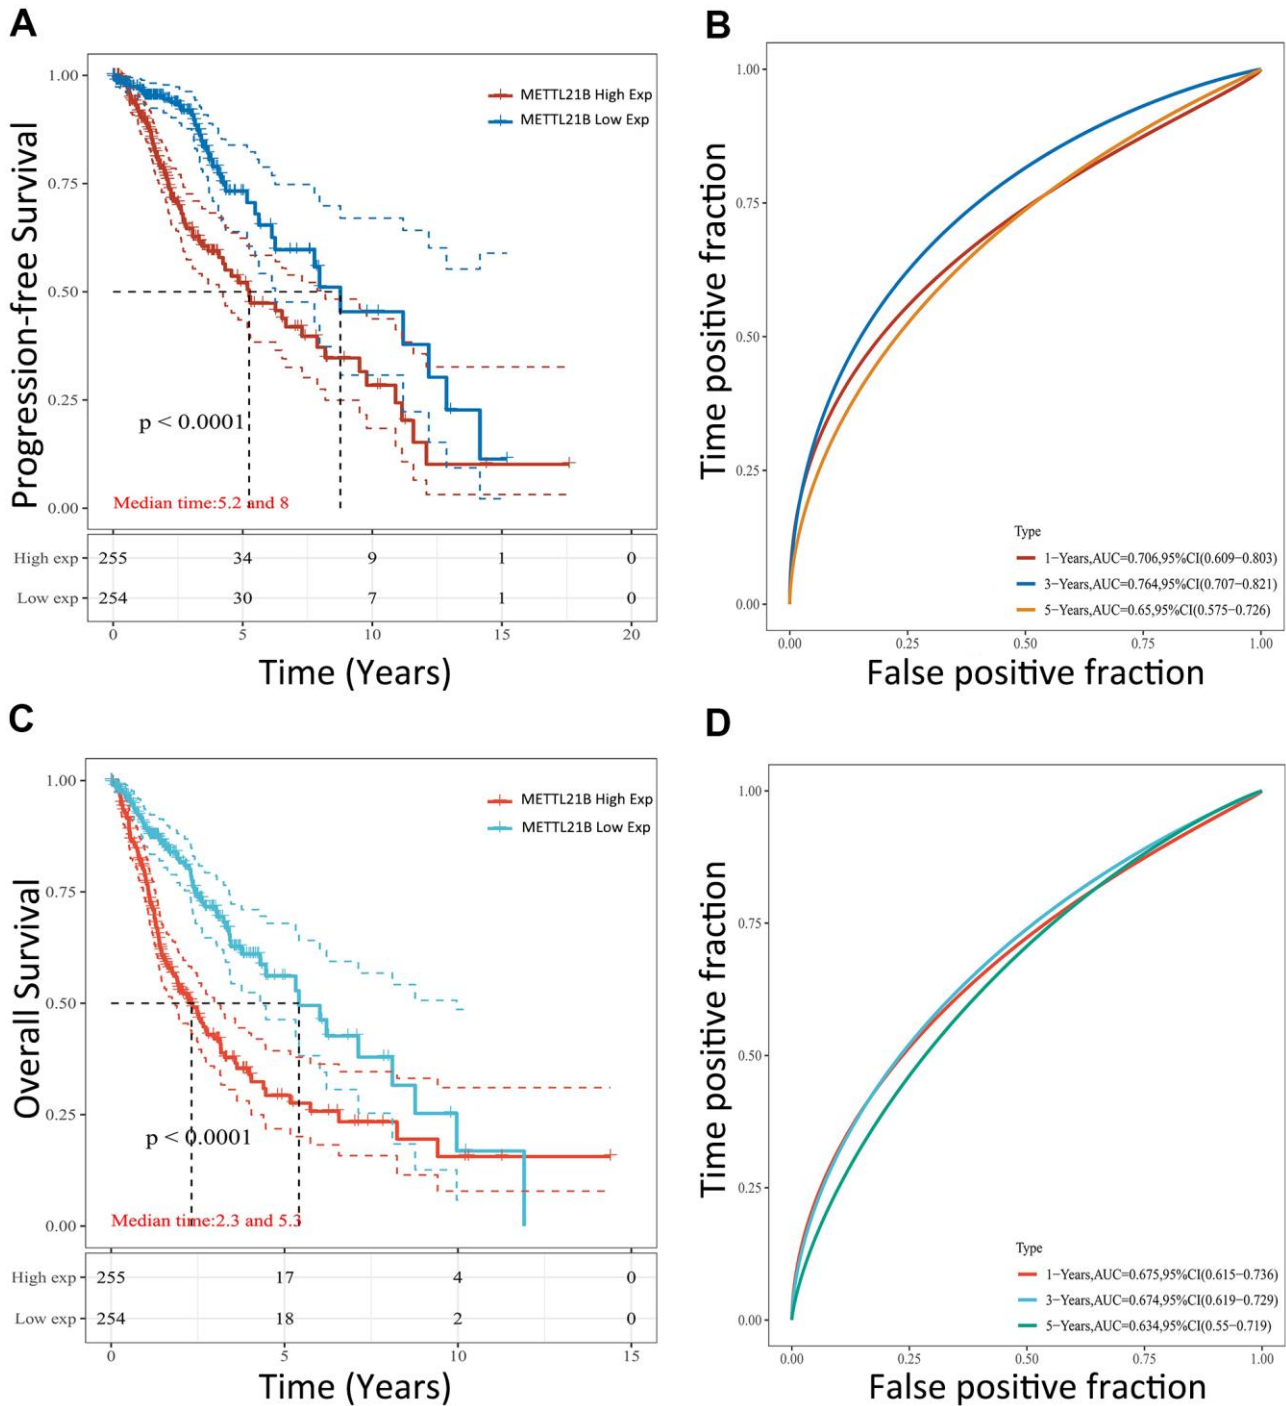 A
Progression-free Survival
1.00
0.75
0.50
0.25
0.00
METTL21B High Exp
METTL21B Low Exp
p < 0.0001
Median time:5.2 and 8
High exp 255 34 9 1 0
Low exp 254 30 7 1 0
0 5 10 15 20
Time (Years)
B
Time positive fraction
1.00
0.75
0.50
0.25
0.00
Type
1−Years,AUC=0.706,95%CI(0.609−0.803)
3−Years,AUC=0.764,95%CI(0.707−0.821)
5−Years,AUC=0.65,95%CI(0.575−0.726)
0.00 0.25 0.50 0.75 1.00
False positive fraction
C
Overall Survival
1.00
0.75
0.50
0.25
0.00
METTL21B High Exp
METTL21B Low Exp
p < 0.0001
Median time:2.3 and 5.3
High exp 255 17 4 0
Low exp 254 18 2 0
0 5 10 15
Time (Years)
D
Time positive fraction
1.00
0.75
0.50
0.25
0.00
Type
1−Years,AUC=0.675,95%CI(0.615−0.736)
3−Years,AUC=0.674,95%CI(0.619−0.729)
5−Years,AUC=0.634,95%CI(0.55−0.719)
0.00 0.25 0.50 0.75 1.00
False positive fraction